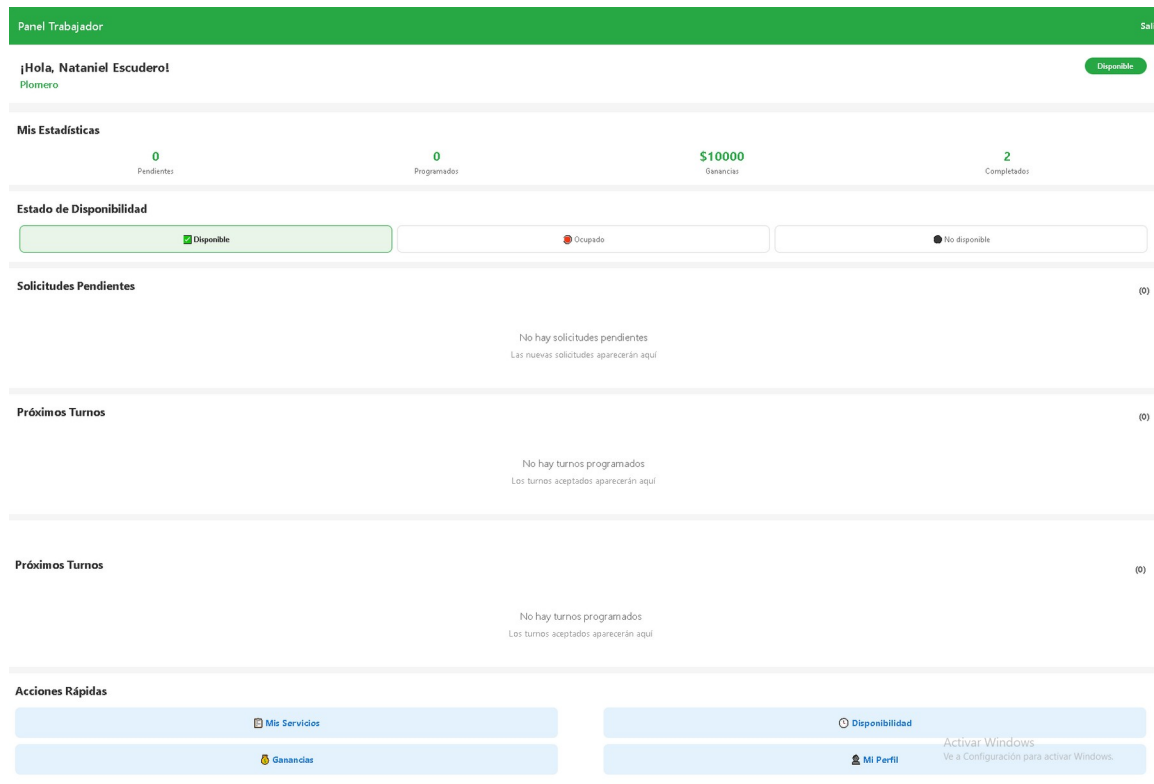 Panel Trabajador
Sal
¡Hola, Nataniel Escudero!
Disponible
Plomero
Mis Estadísticas
0 0 $10000 2
Pendientes Programados Ganancias Completados
Estado de Disponibilidad
Disponible Ocupado No disponible
Solicitudes Pendientes
(0)
No hay solicitudes pendientes
Las nuevas solicitudes aparecerán aquí
Próximos Turnos
(0)
No hay turnos programados
Los turnos aceptados aparecerán aquí
Próximos Turnos
(0)
No hay turnos programados
Los turnos aceptados aparecerán aquí
Acciones Rápidas
Mis Servicios Disponibilidad
Activar Windows
Ganancias Mi Perfil Ve a Configuración para activar Windows.